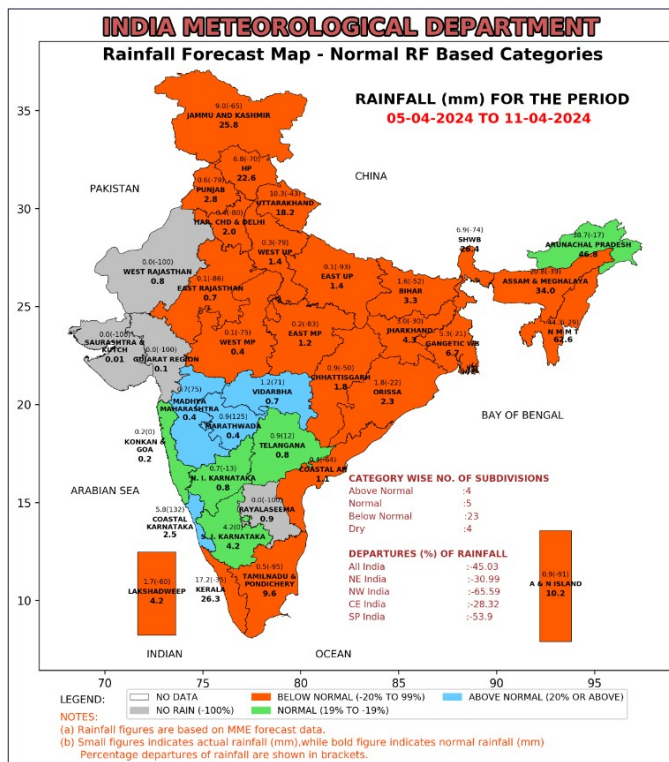 INDIA METEOROLOGICAL DEPARTMENT
Rainfall Forecast Map - Normal RF Based Categories
RAINFALL (mm) FOR THE PERIOD
05-04-2024 TO 11-04-2024
35
30
25
20
15
10
70
75
80
85
90
95
PAKISTAN
CHINA
ARABIAN SEA
BAY OF BENGAL
INDIAN
OCEAN
9.0(-65)
JAMMU AND KASHMIR
25.8
6.8(-70)
HP
22.6
0.6(-79)
PUNJAB
2.8
10.3(-43)
UTTARAKHAND
18.2
0.4(-80)
HAR. CHD & DELHI
2.0
0.3(-79)
WEST UP
1.4
0.0(-100)
WEST RAJASTHAN
0.8
0.1(-86)
EAST RAJASTHAN
0.7
0.1(-93)
EAST UP
1.4
1.6(-52)
BIHAR
3.3
6.9(-74)
SHWB
26.4
38.7(-17)
ARUNACHAL PRADESH
46.8
20.8(-39)
ASSAM & MEGHALAYA
34.0
44.3(-29)
N M M T
62.6
0.0(-100)
SAURASHTRA &
KUTCH
0.01
0.0(-100)
GUJARAT REGION
0.1
0.1(-75)
WEST MP
0.4
0.2(-83)
EAST MP
1.2
3.0(-30)
JHARKHAND
4.3
5.3(-21)
GANGETIC WB
6.7
0.9(-50)
CHHATTISGARH
1.8
1.8(-22)
ORISSA
2.3
0.7(75)
MADHYA
MAHARASHTRA
0.4
1.2(71)
VIDARBHA
0.7
0.9(125)
MARATHWADA
0.4
0.2(0)
KONKAN &
GOA
0.2
0.9(12)
TELANGANA
0.8
0.7(-13)
N. I. KARNATAKA
0.8
0.4(-64)
COASTAL AP
1.1
0.0(-100)
RAYALASEEMA
0.9
5.8(132)
COASTAL
KARNATAKA
2.5
4.2(0)
S. I. KARNATAKA
4.2
0.5(-95)
TAMILNADU &
PONDICHERY
9.6
17.2(-35)
KERALA
26.3
1.7(-60)
LAKSHADWEEP
4.2
0.9(-91)
A & N ISLAND
10.2
CATEGORY WISE NO. OF SUBDIVISIONS
Above Normal :4
Normal :5
Below Normal :23
Dry :4
DEPARTURES (%) OF RAINFALL
All India :-45.03
NE India :-30.99
NW India :-65.59
CE India :-28.32
SP India :-53.9
LEGEND:
NO DATA
BELOW NORMAL (-20% TO 99%)
ABOVE NORMAL (20% OR ABOVE)
NO RAIN (-100%)
NORMAL (19% TO -19%)
NOTES:
(a) Rainfall figures are based on MME forecast data.
(b) Small figures indicates actual rainfall (mm),while bold figure indicates normal rainfall (mm)
Percentage departures of rainfall are shown in brackets.